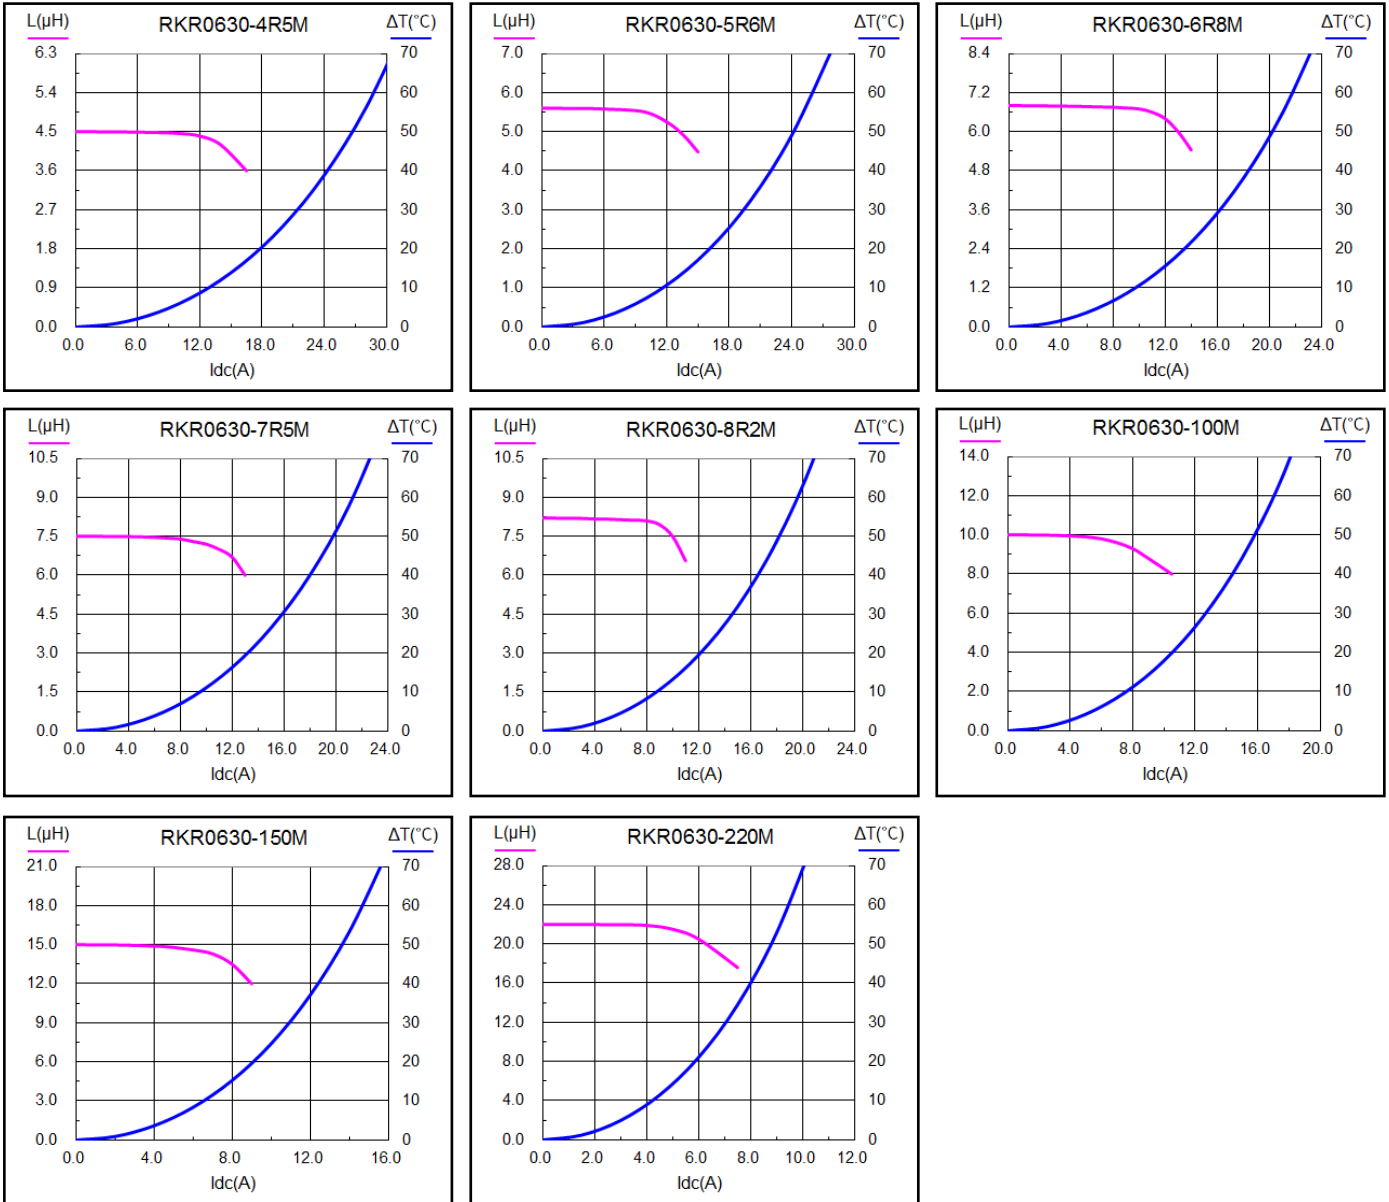 L(μH) RKR0630-4R5M ΔT(°C)
6.3 70
5.4 60
4.5 50
3.6 40
2.7 30
1.8 20
0.9 10
0.0 0
0.0 6.0 12.0 18.0 24.0 30.0
Idc(A)
L(μH) RKR0630-5R6M ΔT(°C)
7.0 70
6.0 60
5.0 50
4.0 40
3.0 30
2.0 20
1.0 10
0.0 0
0.0 6.0 12.0 18.0 24.0 30.0
Idc(A)
L(μH) RKR0630-6R8M ΔT(°C)
8.4 70
7.2 60
6.0 50
4.8 40
3.6 30
2.4 20
1.2 10
0.0 0
0.0 4.0 8.0 12.0 16.0 20.0 24.0
Idc(A)
L(μH) RKR0630-7R5M ΔT(°C)
10.5 70
9.0 60
7.5 50
6.0 40
4.5 30
3.0 20
1.5 10
0.0 0
0.0 4.0 8.0 12.0 16.0 20.0 24.0
Idc(A)
L(μH) RKR0630-8R2M ΔT(°C)
10.5 70
9.0 60
7.5 50
6.0 40
4.5 30
3.0 20
1.5 10
0.0 0
0.0 4.0 8.0 12.0 16.0 20.0 24.0
Idc(A)
L(μH) RKR0630-100M ΔT(°C)
14.0 70
12.0 60
10.0 50
8.0 40
6.0 30
4.0 20
2.0 10
0.0 0
0.0 4.0 8.0 12.0 16.0 20.0
Idc(A)
L(μH) RKR0630-150M ΔT(°C)
21.0 70
18.0 60
15.0 50
12.0 40
9.0 30
6.0 20
3.0 10
0.0 0
0.0 4.0 8.0 12.0 16.0
Idc(A)
L(μH) RKR0630-220M ΔT(°C)
28.0 70
24.0 60
20.0 50
16.0 40
12.0 30
8.0 20
4.0 10
0.0 0
0.0 2.0 4.0 6.0 8.0 10.0 12.0
Idc(A)